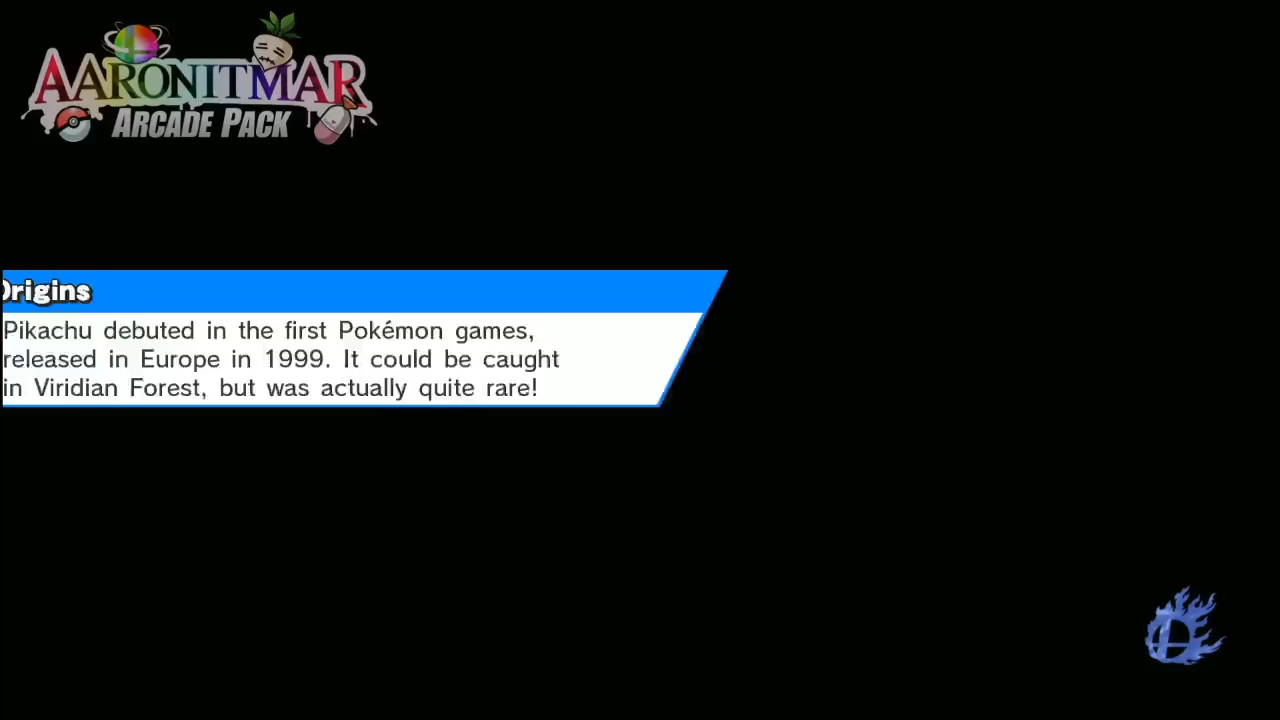 AARONITMAR
ARCADE PACK
Origins
Pikachu debuted in the first Pokémon games,
released in Europe in 1999. It could be caught
in Viridian Forest, but was actually quite rare!